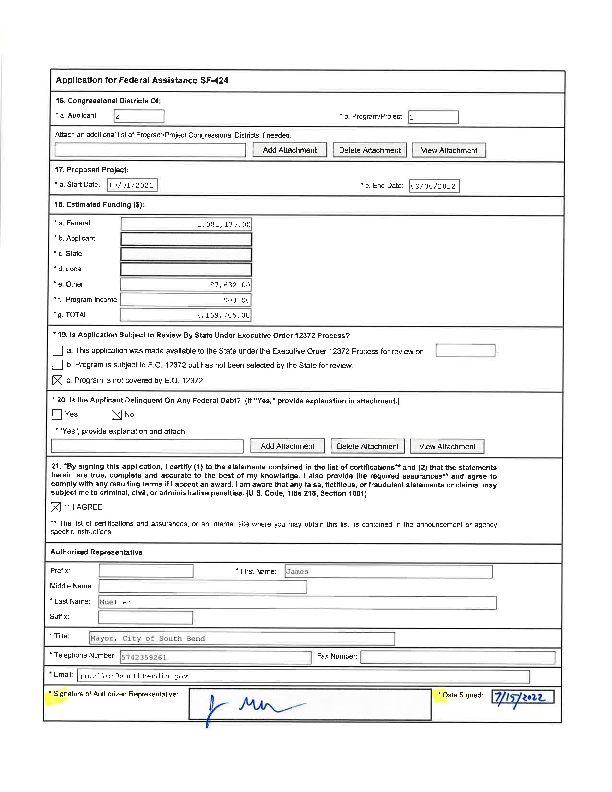 Application for Federal Assistance SF-424
16. Congressional Districts Of:
* a. Applicant 2 * b. Program/Project 1
Attach an additional list of Program/Project Congressional Districts if needed.
Add Attachment Delete Attachment View Attachment
17. Proposed Project:
* a. Start Date: * b. End Date:
18. Estimated Funding ($):
* a. Federal
* b. Applicant
* c. State
* d. Local
* e. Other
* f. Program Income
* g. TOTAL
* 19. Is Application Subject to Review By State Under Executive Order 12372 Process?
a. This application was made available to the State under the Executive Order 12372 Process for review on
b. Program is subject to E.O. 12372 but has not been selected by the State for review.
c. Program is not covered by E.O. 12372
* 20. Is the Applicant Delinquent On Any Federal Debt? (If "Yes," provide explanation in attachment.)
Yes No
"Yes", provide explanation and attach
Add Attachment Delete Attachment View Attachment
21. *By signing this application, I certify (1) to the statements contained in the list of certifications** and (2) that the statements
herein are true, complete and accurate to the best of my knowledge. I also provide the required assurances** and agree to
comply with any resulting terms if I accept an award. I am aware that any false, fictitious, or fraudulent statements or claims may
subject me to criminal, civil, or administrative penalties. (U.S. Code, Title 218, Section 1001)
** I AGREE
** The list of certifications and assurances, or an internet site where you may obtain this list, is contained in the announcement or agency
specific instructions.
Authorized Representative
Prefix: * First Name: James
Middle Name:
* Last Name: Mueller
Suffix:
* Title: Mayor, City of South Bend
* Telephone Number: 5742359261 Fax Number:
* Email:
* Signature of Authorized Representative: * Date Signed: 7/15/2022